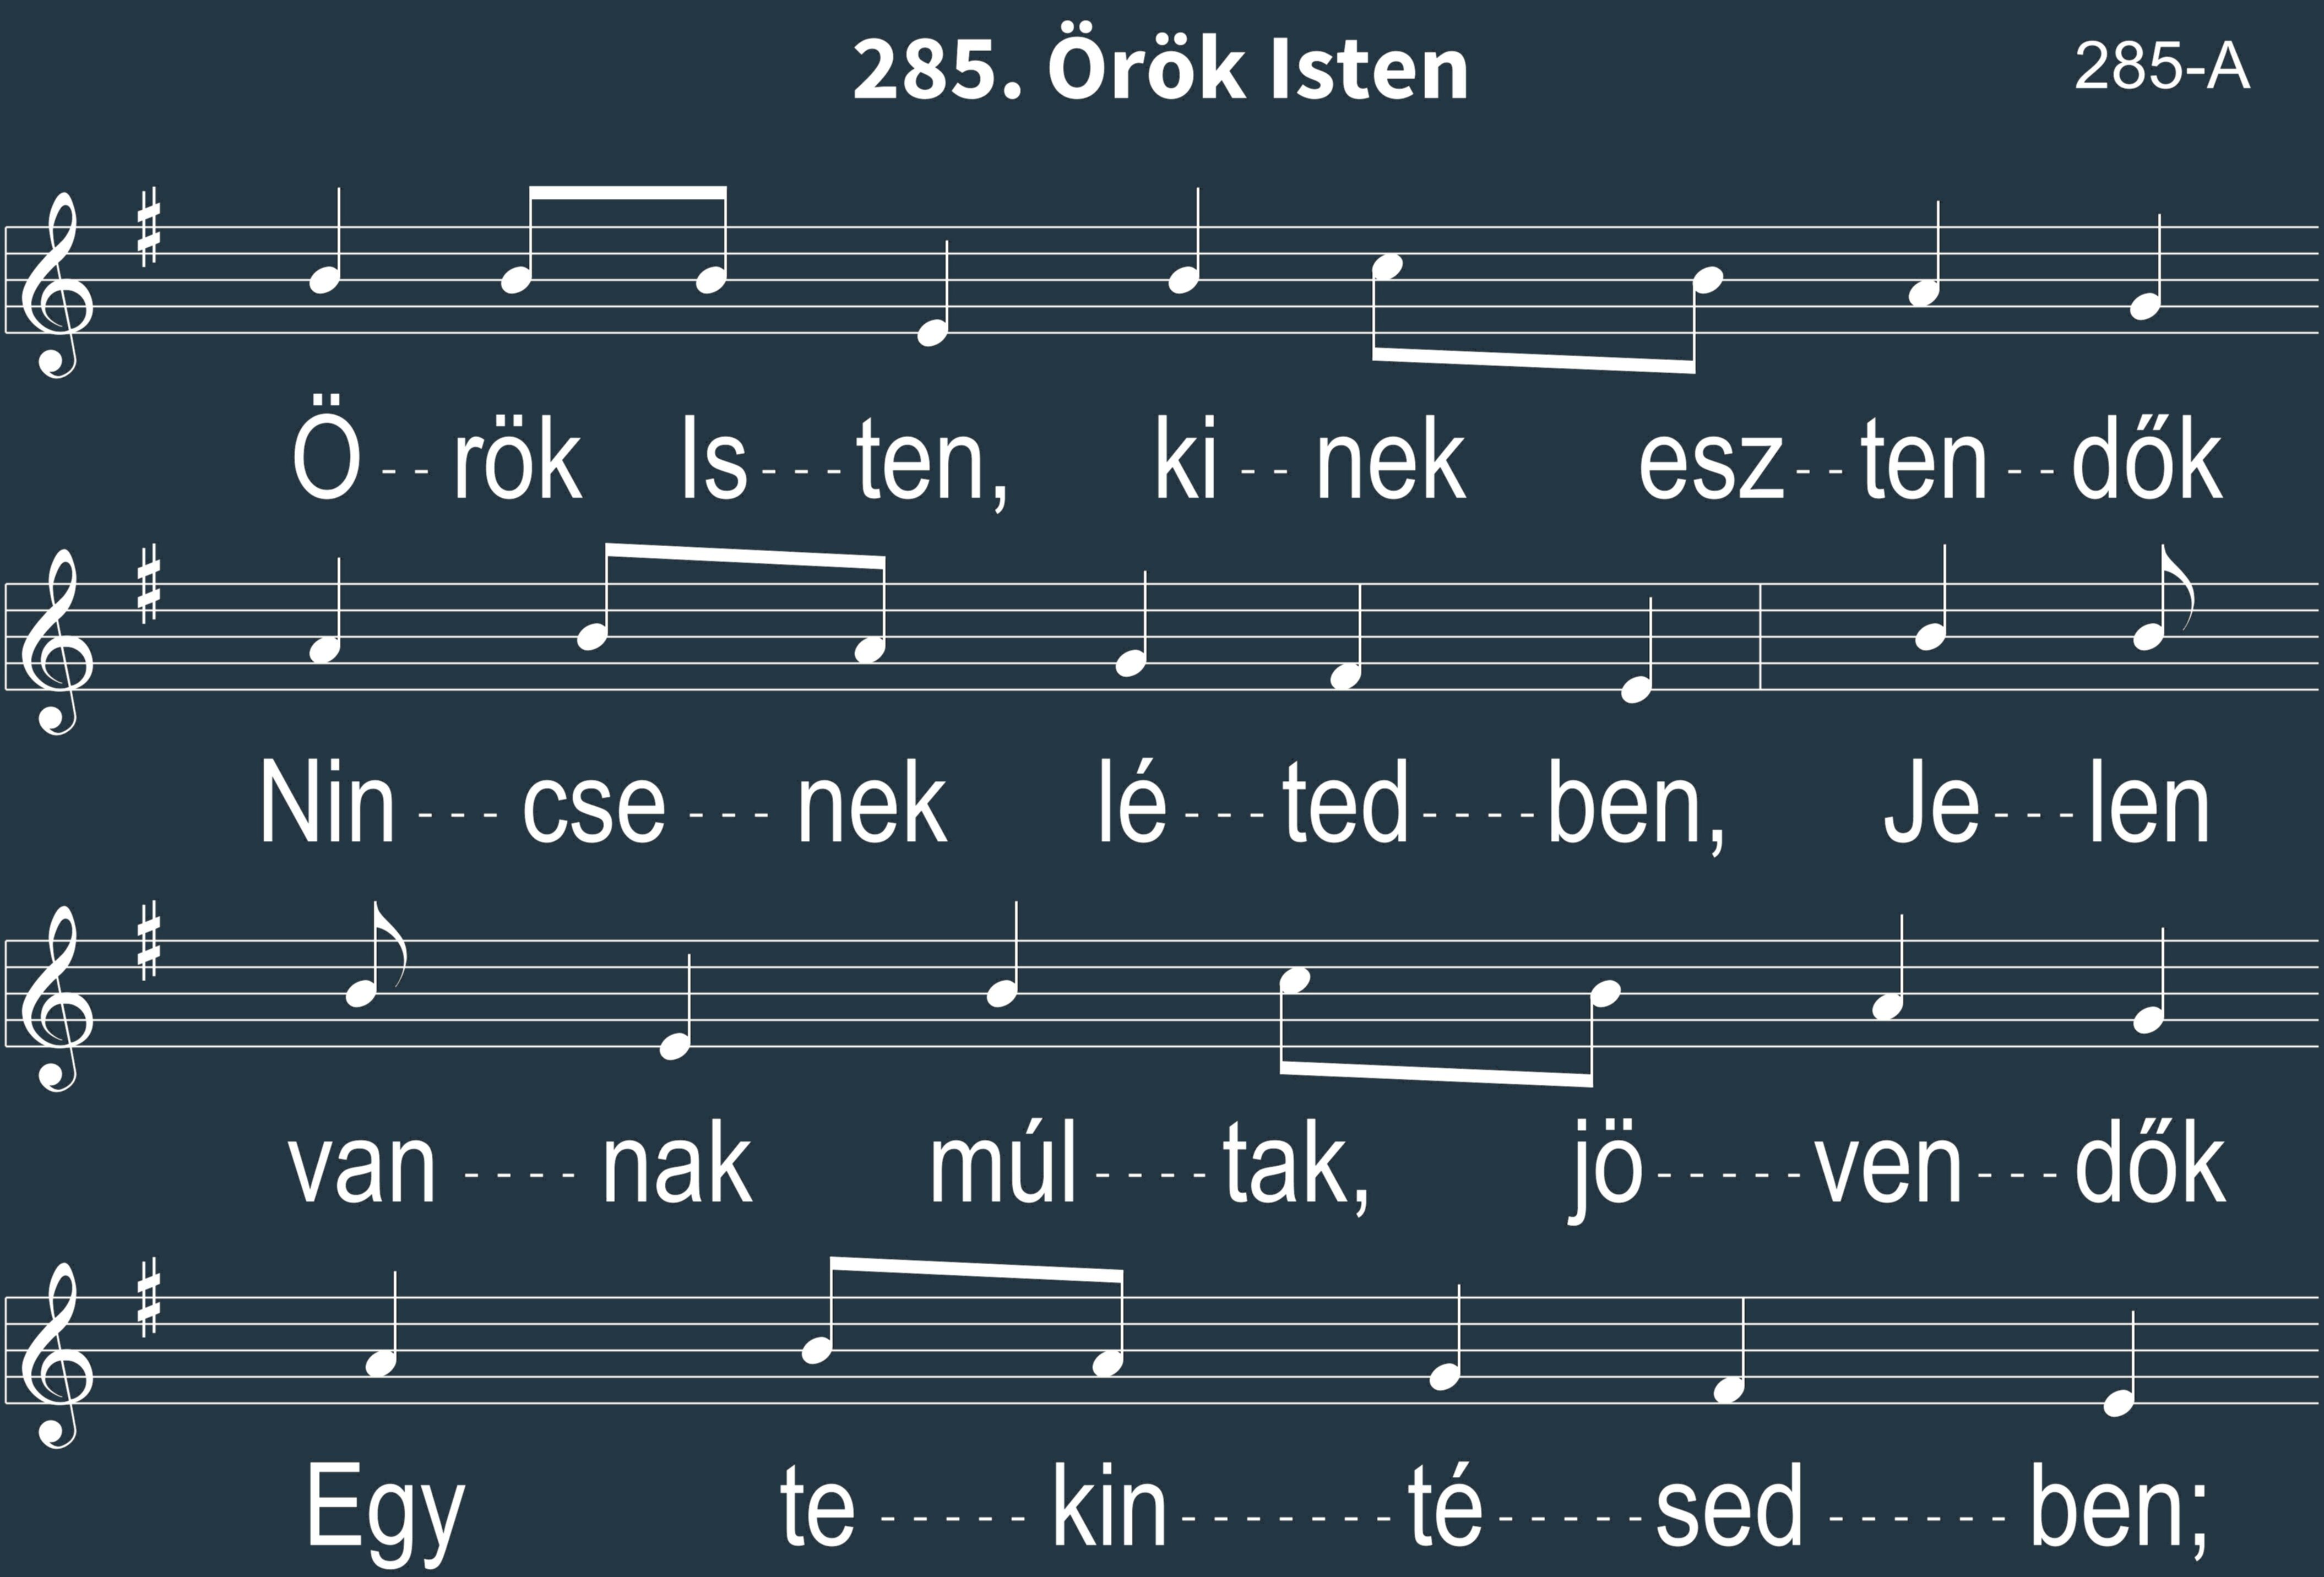 285. Örök Isten
285-A
Ö--rök Is---ten, ki--nek esz--ten--dők
Nin---cse---nek lé---ted----ben, Je---len
van----nak múl----tak, jö-----ven---dők
Egy te-----kin-------té-----sed------ben;